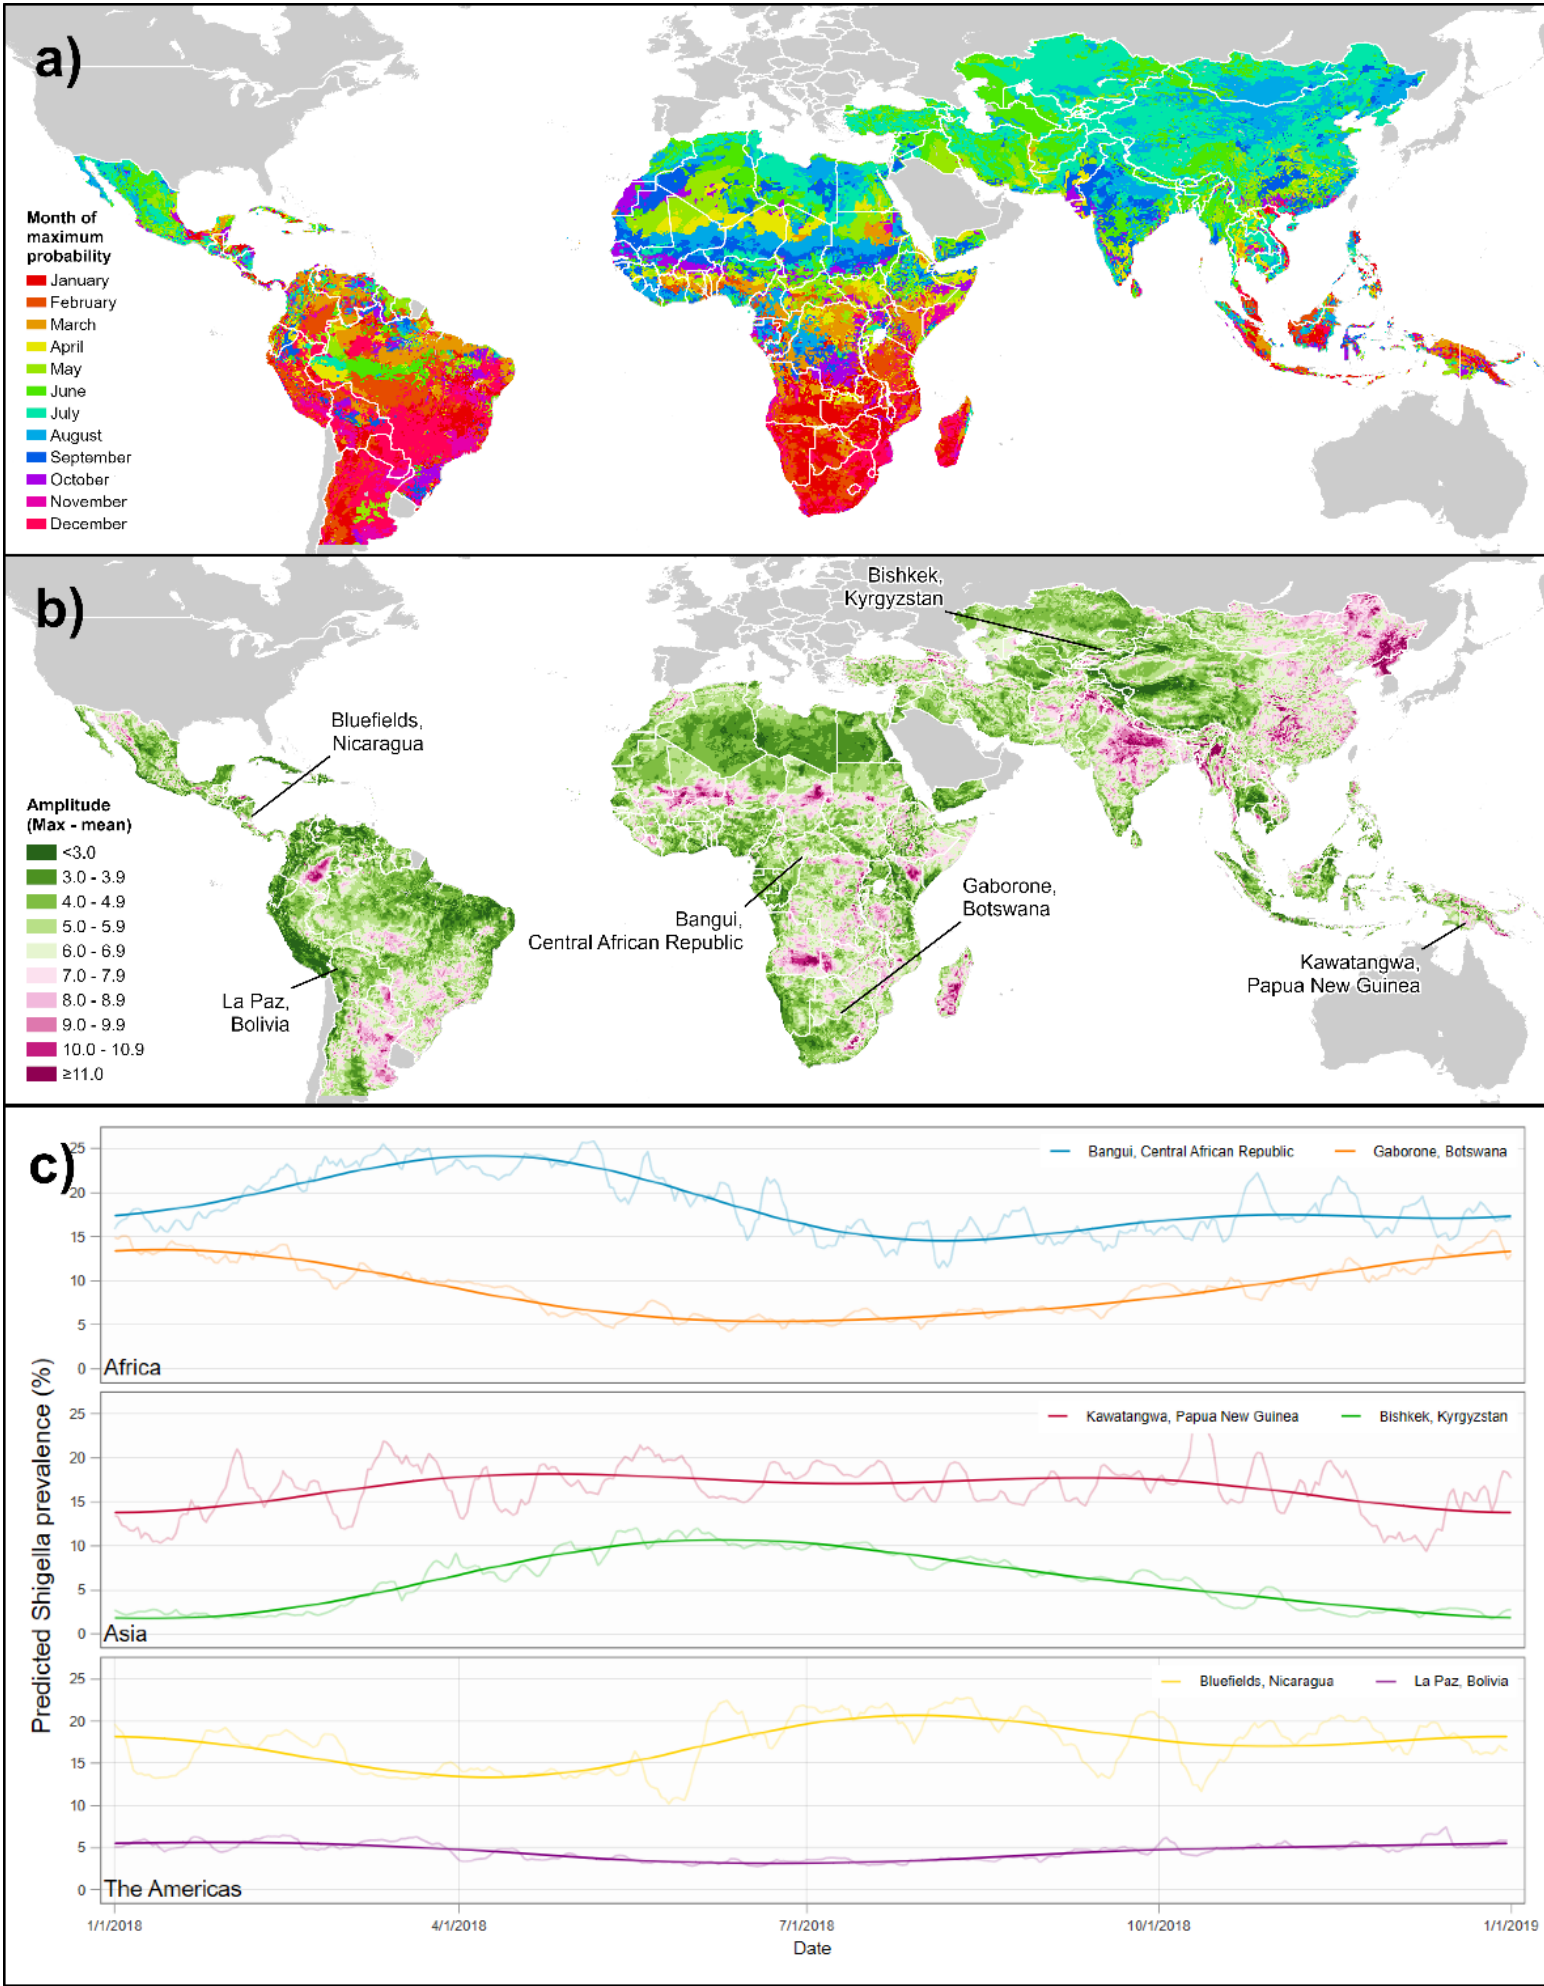 a)
Month of
maximum
probability
January
February
March
April
May
June
July
August
September
October
November
December
b)
Bishkek,
Kyrgyzstan
Bluefields,
Nicaragua
Amplitude
(Max - mean)
<3.0
3.0 - 3.9
4.0 - 4.9
5.0 - 5.9
6.0 - 6.9
7.0 - 7.9
8.0 - 8.9
9.0 - 9.9
10.0 - 10.9
≥11.0
Gaborone,
Botswana
Bangui,
Central African Republic
La Paz,
Bolivia
Kawatangwa,
Papua New Guinea
c)
Predicted Shigella prevalence (%)
25
20
15
10
5
0
Bangui, Central African Republic
Gaborone, Botswana
Africa
25
20
15
10
5
0
Kawatangwa, Papua New Guinea
Bishkek, Kyrgyzstan
Asia
25
20
15
10
5
0
Bluefields, Nicaragua
La Paz, Bolivia
The Americas
1/1/2018
4/1/2018
7/1/2018
10/1/2018
1/1/2019
Date